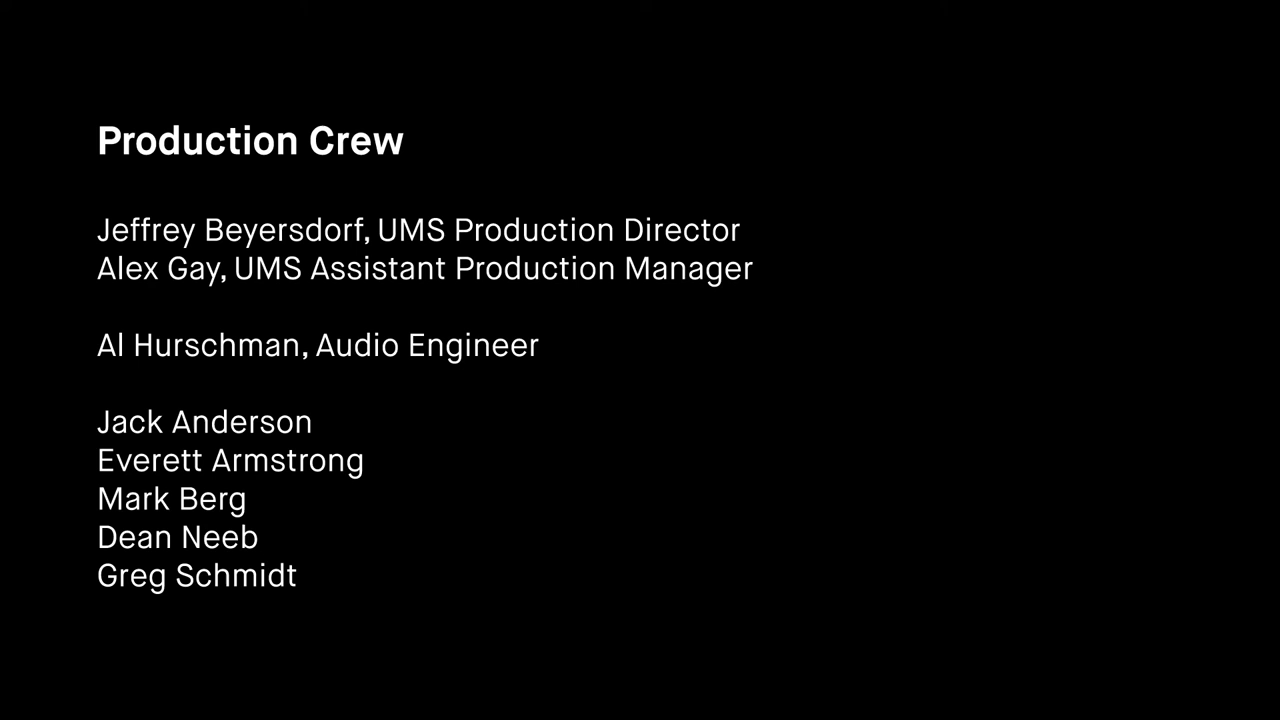 Production Crew
Jeffrey Beyersdorf, UMS Production Director
Alex Gay, UMS Assistant Production Manager
Al Hurschman, Audio Engineer
Jack Anderson
Everett Armstrong
Mark Berg
Dean Neeb
Greg Schmidt